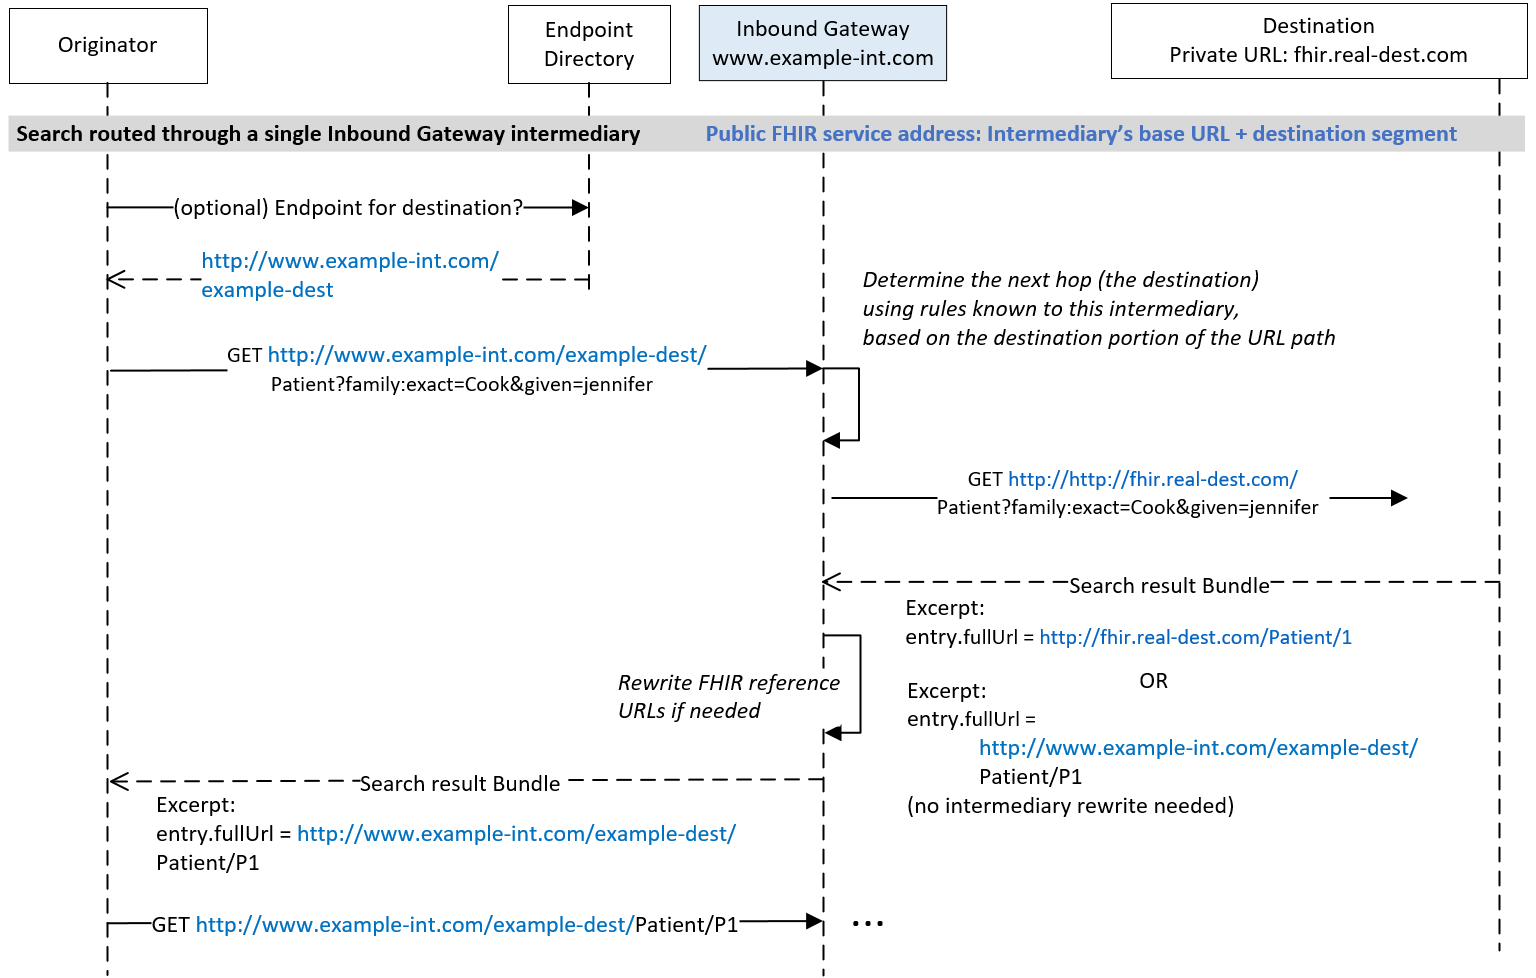 Originator
Endpoint
Directory
Inbound Gateway
www.example-int.com
Destination
Private URL: fhir.real-dest.com
Search routed through a single Inbound Gateway intermediary
Public FHIR service address: Intermediary’s base URL + destination segment
(optional) Endpoint for destination?
http://www.example-int.com/
example-dest
Determine the next hop (the destination)
using rules known to this intermediary,
based on the destination portion of the URL path
GET http://www.example-int.com/example-dest/
Patient?family:exact=Cook&given=jennifer
GET http://http://fhir.real-dest.com/
Patient?family:exact=Cook&given=jennifer
Search result Bundle
Excerpt:
entry.fullUrl = http://fhir.real-dest.com/Patient/1
OR
Excerpt:
entry.fullUrl =
http://www.example-int.com/example-dest/
Patient/P1
(no intermediary rewrite needed)
Rewrite FHIR reference
URLs if needed
Search result Bundle
Excerpt:
entry.fullUrl = http://www.example-int.com/example-dest/
Patient/P1
GET http://www.example-int.com/example-dest/Patient/P1
...